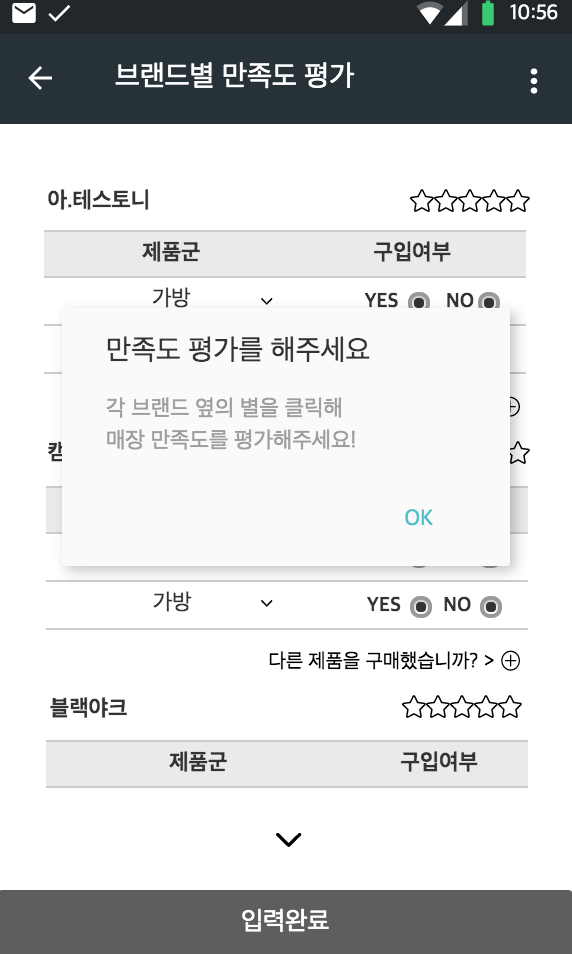 10:56
브랜드별 만족도 평가
아.테스토니
제품군 구입여부
가방 YES NO
만족도 평가를 해주세요
각 브랜드 옆의 별을 클릭해
매장 만족도를 평가해주세요!
OK
가방 YES NO
다른 제품을 구매했습니까? >
블랙야크
제품군 구입여부
입력완료